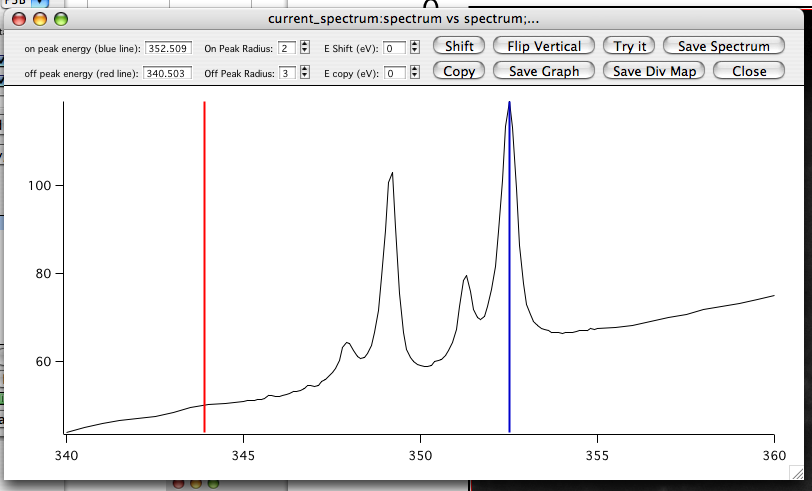 current_spectrum:spectrum vs spectrum;...
on peak energy (blue line): 352.509 On Peak Radius: 2 E Shift (eV): 0 Shift Flip Vertical Try it Save Spectrum
off peak energy (red line): 340.503 Off Peak Radius: 3 E copy (eV): 0 Copy Save Graph Save Div Map Close
100
80
60
340 345 350 355 360